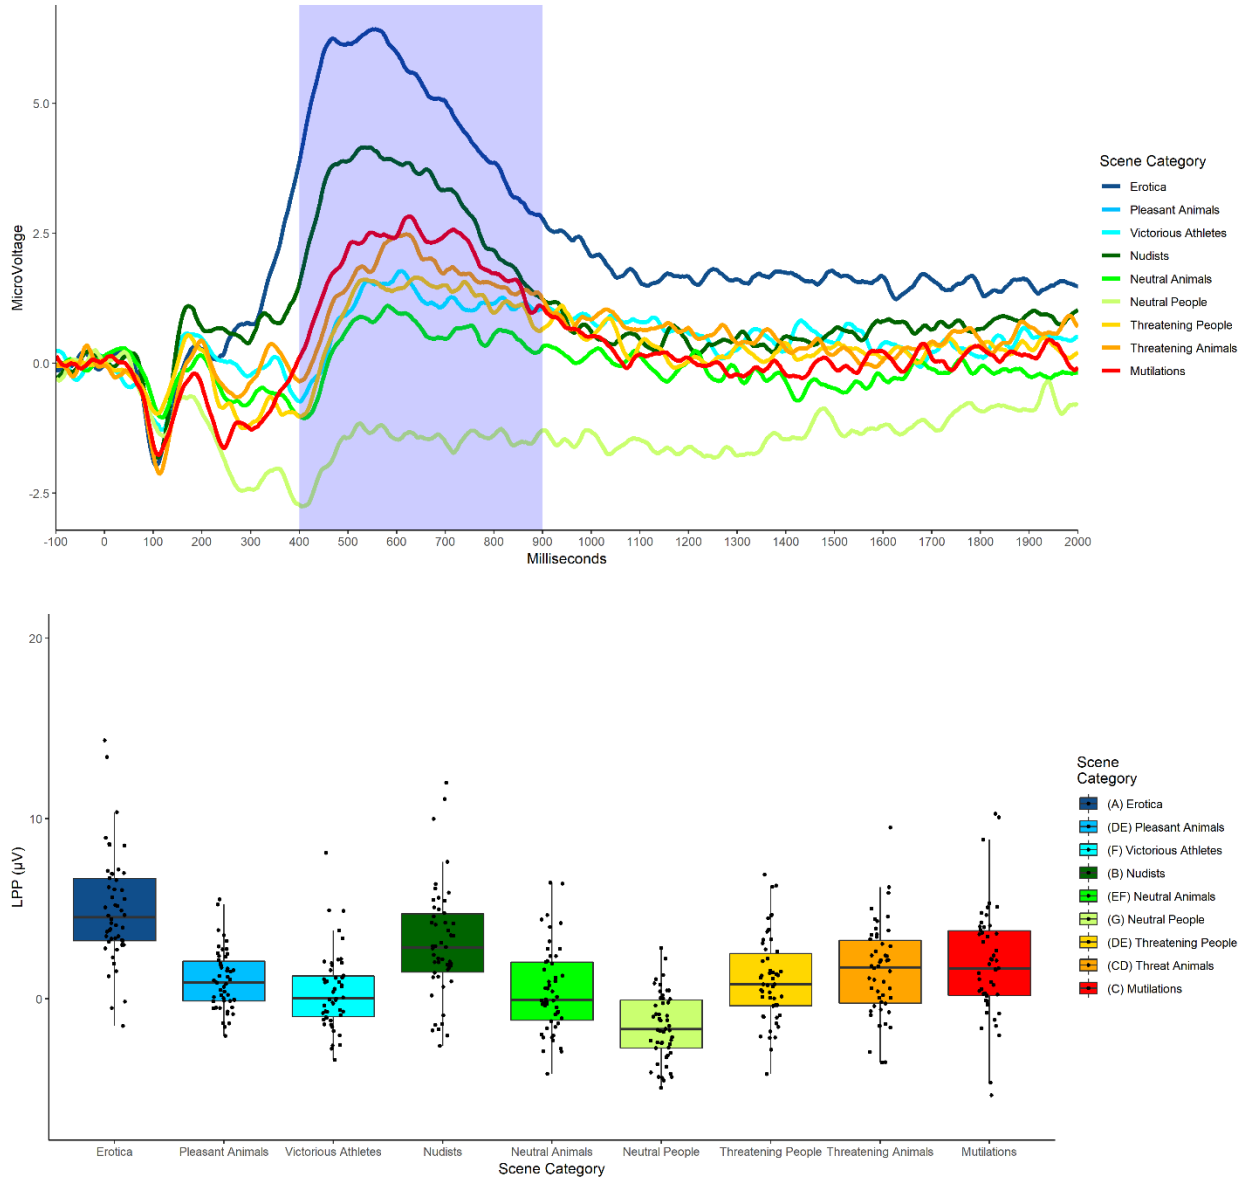 5.0
2.5
0.0
-2.5
MicroVoltage
-100 0 100 200 300 400 500 600 700 800 900 1000 1100 1200 1300 1400 1500 1600 1700 1800 1900 2000
Milliseconds
Scene Category
Erotica
Pleasant Animals
Victorious Athletes
Nudists
Neutral Animals
Neutral People
Threatening People
Threatening Animals
Mutilations
20
10
0
LPP (µV)
Erotica Pleasant Animals Victorious Athletes Nudists Neutral Animals Neutral People Threatening People Threatening Animals Mutilations
Scene Category
Scene
Category
(A) Erotica
(DE) Pleasant Animals
(F) Victorious Athletes
(B) Nudists
(EF) Neutral Animals
(G) Neutral People
(DE) Threatening People
(CD) Threat Animals
(C) Mutilations